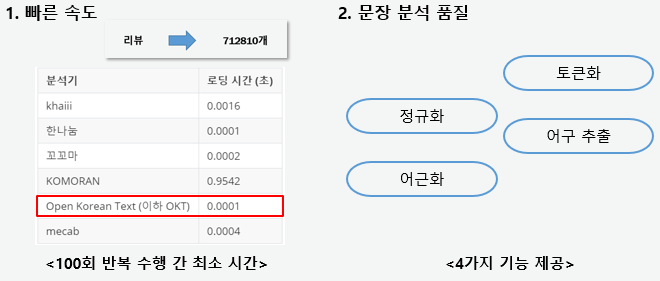 1. 빠른 속도
리뷰 712810개
분석기 로딩 시간 (초)
khaiii 0.0016
한나눔 0.0001
꼬꼬마 0.0002
KOMORAN 0.9542
Open Korean Text (이하 OKT) 0.0001
mecab 0.0004
<100회 반복 수행 간 최소 시간>
2. 문장 분석 품질
토큰화
정규화
어구 추출
어근화
<4가지 기능 제공>